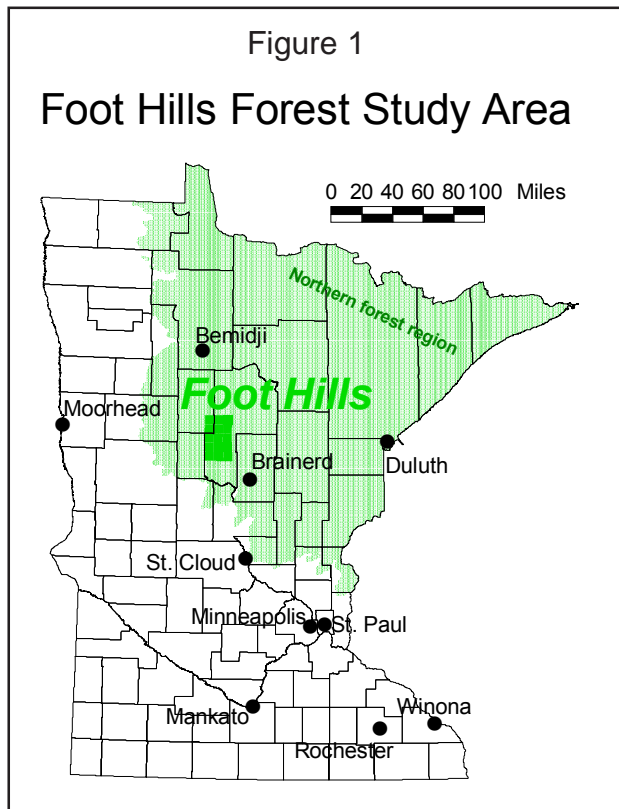 Figure 1
Foot Hills Forest Study Area
0 20 40 60 80 100 Miles
Northern forest region
Bemidji
Foot Hills
Moorhead
Brainerd
Duluth
St. Cloud
Minneapolis
St. Paul
Mankato
Winona
Rochester